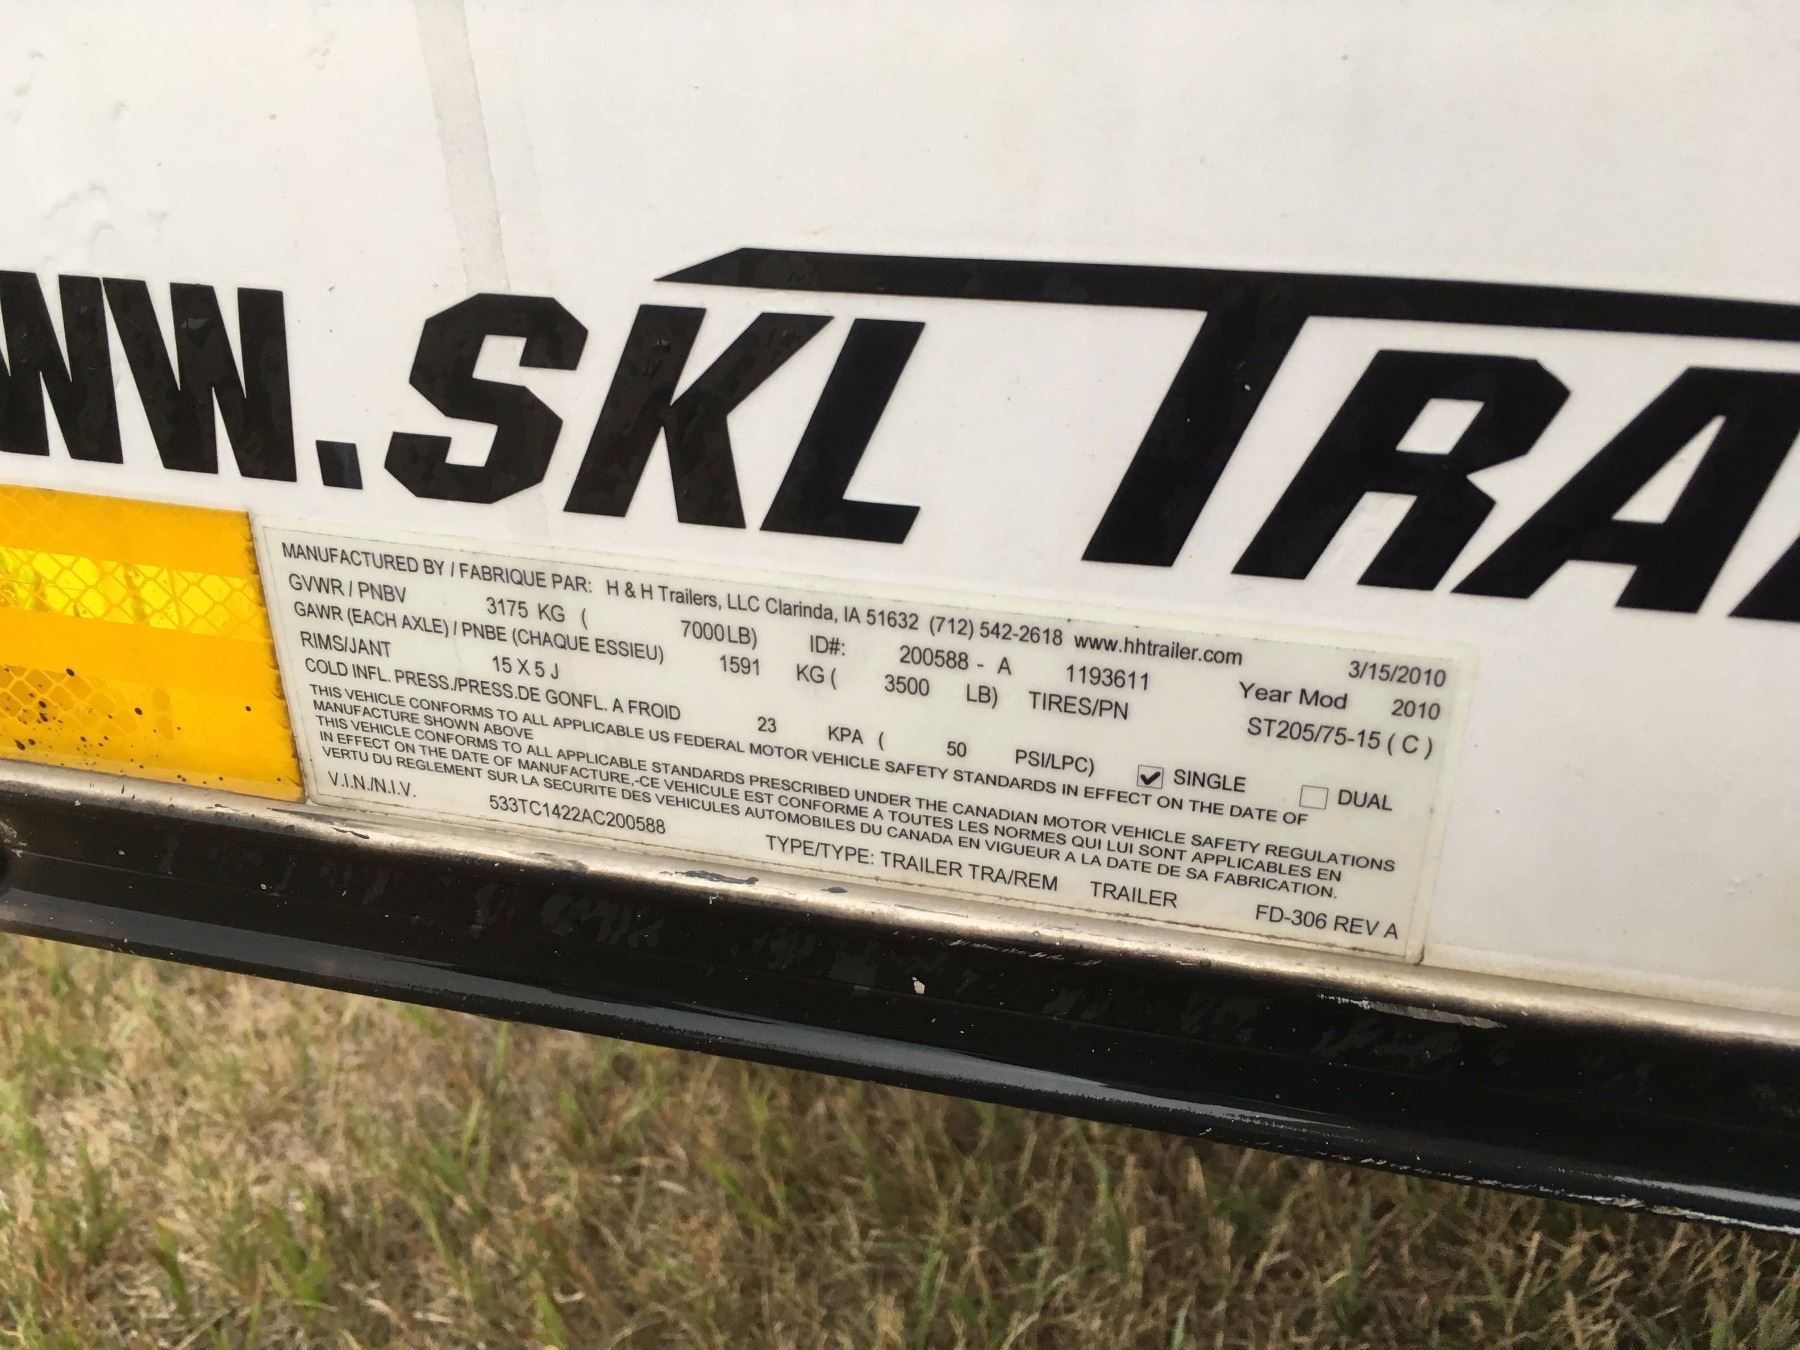 WW.SKL TRA
MANUFACTURED BY / FABRIQUE PAR: H & H Trailers, LLC Clarinda, IA 51632 (712) 542-2618 www.hhtrailer.com 3/15/2010
GVWR / PNBV 3175 KG ( 7000LB) ID#: 200588 - A 1193611 Year Mod 2010
GAWR (EACH AXLE) / PNBE (CHAQUE ESSIEU) 1591 KG ( 3500 LB) TIRES/PN ST205/75-15 ( C )
RIMS/JANT 15 X 5 J
COLD INFL. PRESS./PRESS.DE GONFL. A FROID 23 KPA ( 50 PSI/LPC) SINGLE DUAL
THIS VEHICLE CONFORMS TO ALL APPLICABLE US FEDERAL MOTOR VEHICLE SAFETY STANDARDS IN EFFECT ON THE DATE OF
MANUFACTURE SHOWN ABOVE
THIS VEHICLE CONFORMS TO ALL APPLICABLE STANDARDS PRESCRIBED UNDER THE CANADIAN MOTOR VEHICLE SAFETY REGULATIONS
IN EFFECT ON THE DATE OF MANUFACTURE,-CE VEHICULE EST CONFORME A TOUTES LES NORMES QUI LUI SONT APPLICABLES EN
VERTU DU REGLEMENT SUR LA SECURITE DES VEHICULES AUTOMOBILES DU CANADA EN VIGUEUR A LA DATE DE SA FABRICATION.
V.I.N./N.I.V. 533TC1422AC200588 TYPE/TYPE: TRAILER TRA/REM TRAILER FD-306 REV A